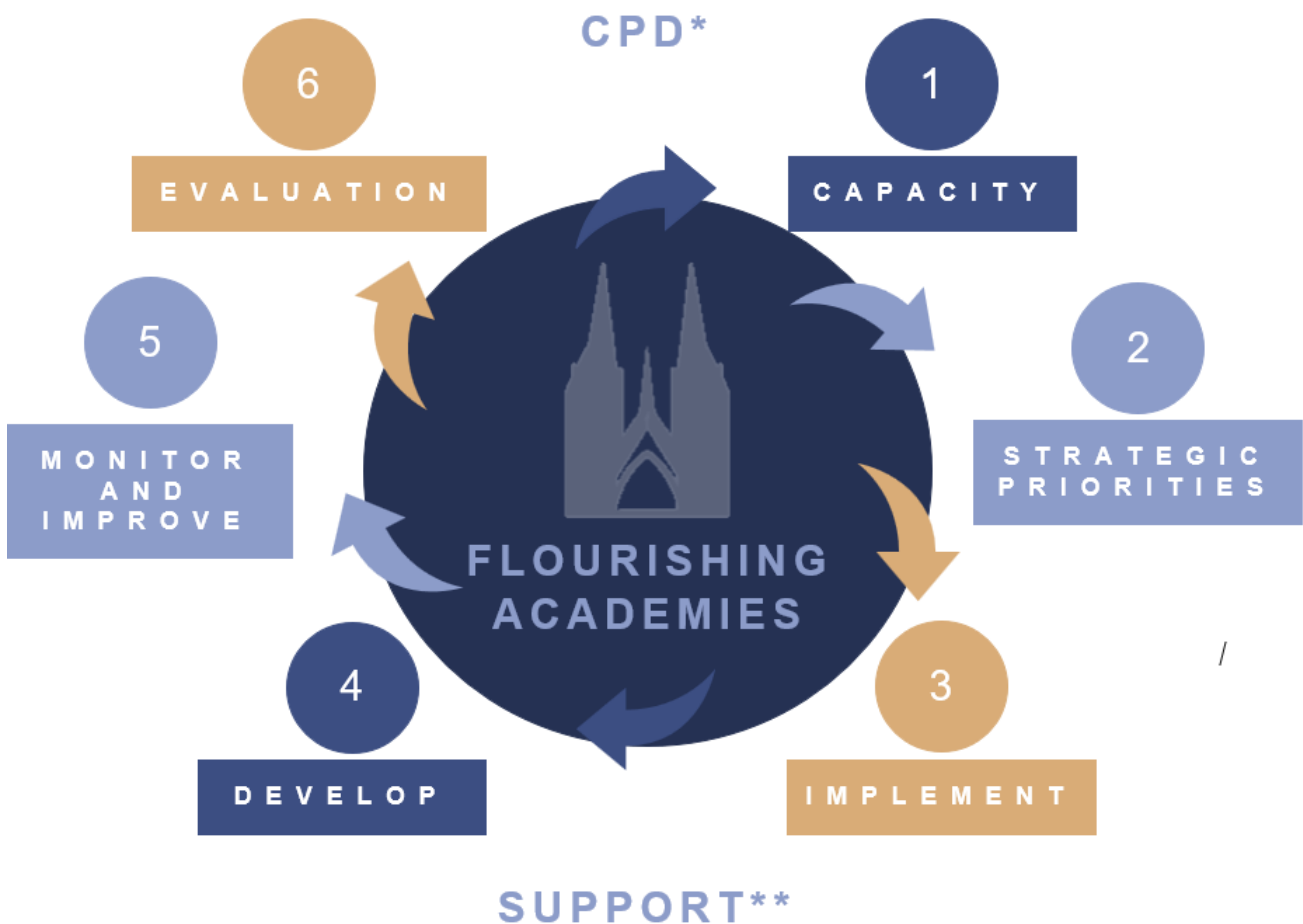 CPD*
6
EVALUATION
1
CAPACITY
5
MONITOR
AND
IMPROVE
2
STRATEGIC
PRIORITIES
FLOURISHING
ACADEMIES
4
DEVELOP
3
IMPLEMENT
/
SUPPORT**